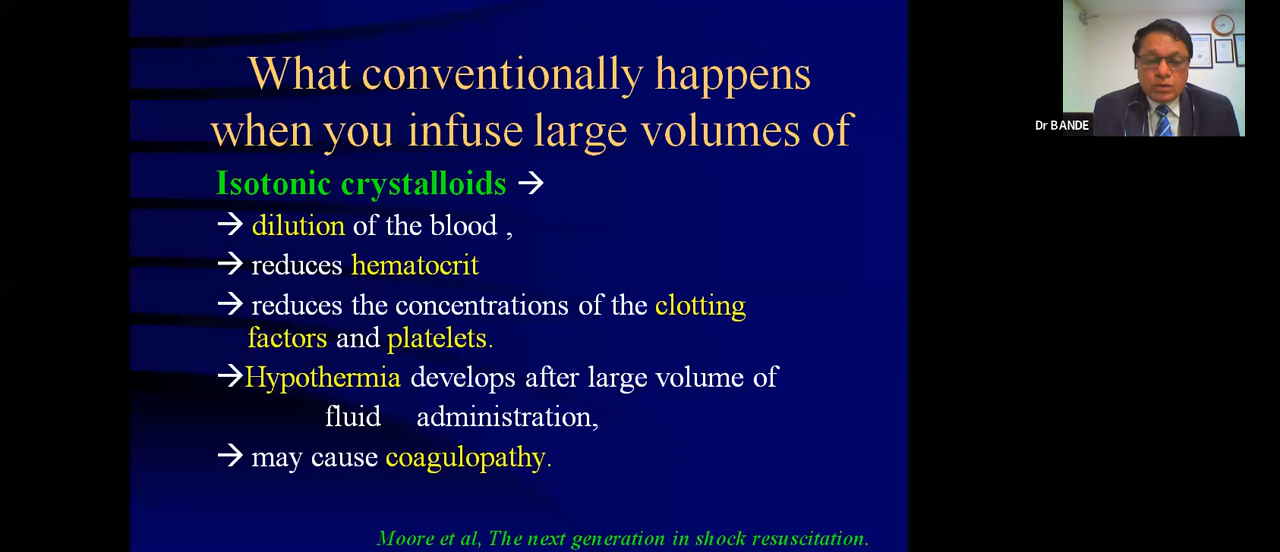 What conventionally happens
when you infuse large volumes of
Isotonic crystalloids →
→ dilution of the blood ,
→ reduces hematocrit
→ reduces the concentrations of the clotting
factors and platelets.
→Hypothermia develops after large volume of
fluid administration,
→ may cause coagulopathy.
Moore et al, The next generation in shock resuscitation.
Dr BANDE